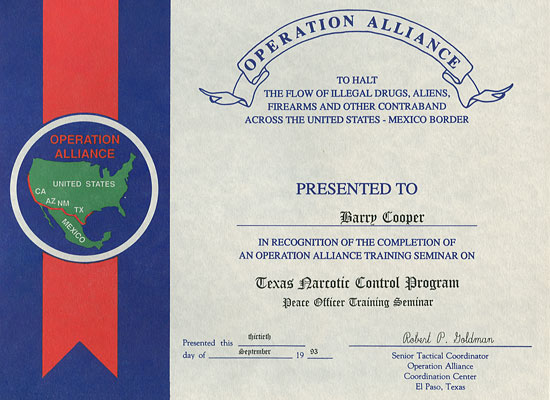 OPERATION ALLIANCE
TO HALT
THE FLOW OF ILLEGAL DRUGS, ALIENS,
FIREARMS AND OTHER CONTRABAND
ACROSS THE UNITED STATES - MEXICO BORDER
OPERATION
ALLIANCE
UNITED STATES
CA
AZ NM
TX
MEXICO
PRESENTED TO
Barry Cooper
IN RECOGNITION OF THE COMPLETION OF
AN OPERATION ALLIANCE TRAINING SEMINAR ON
Texas Narcotic Control Program
Peace Officer Training Seminar
Presented this thirtieth
day of September 19 93
Robert P. Goldman
Senior Tactical Coordinator
Operation Alliance
Coordination Center
El Paso, Texas